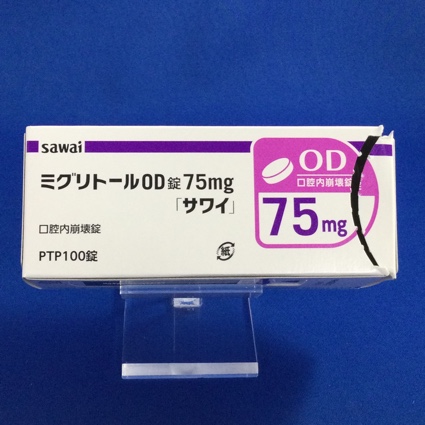 sawai
ミグリトールOD錠75mg
「サワイ」
口腔内崩壊錠
PTP100錠
紙
OD
口腔内崩壊錠
75mg